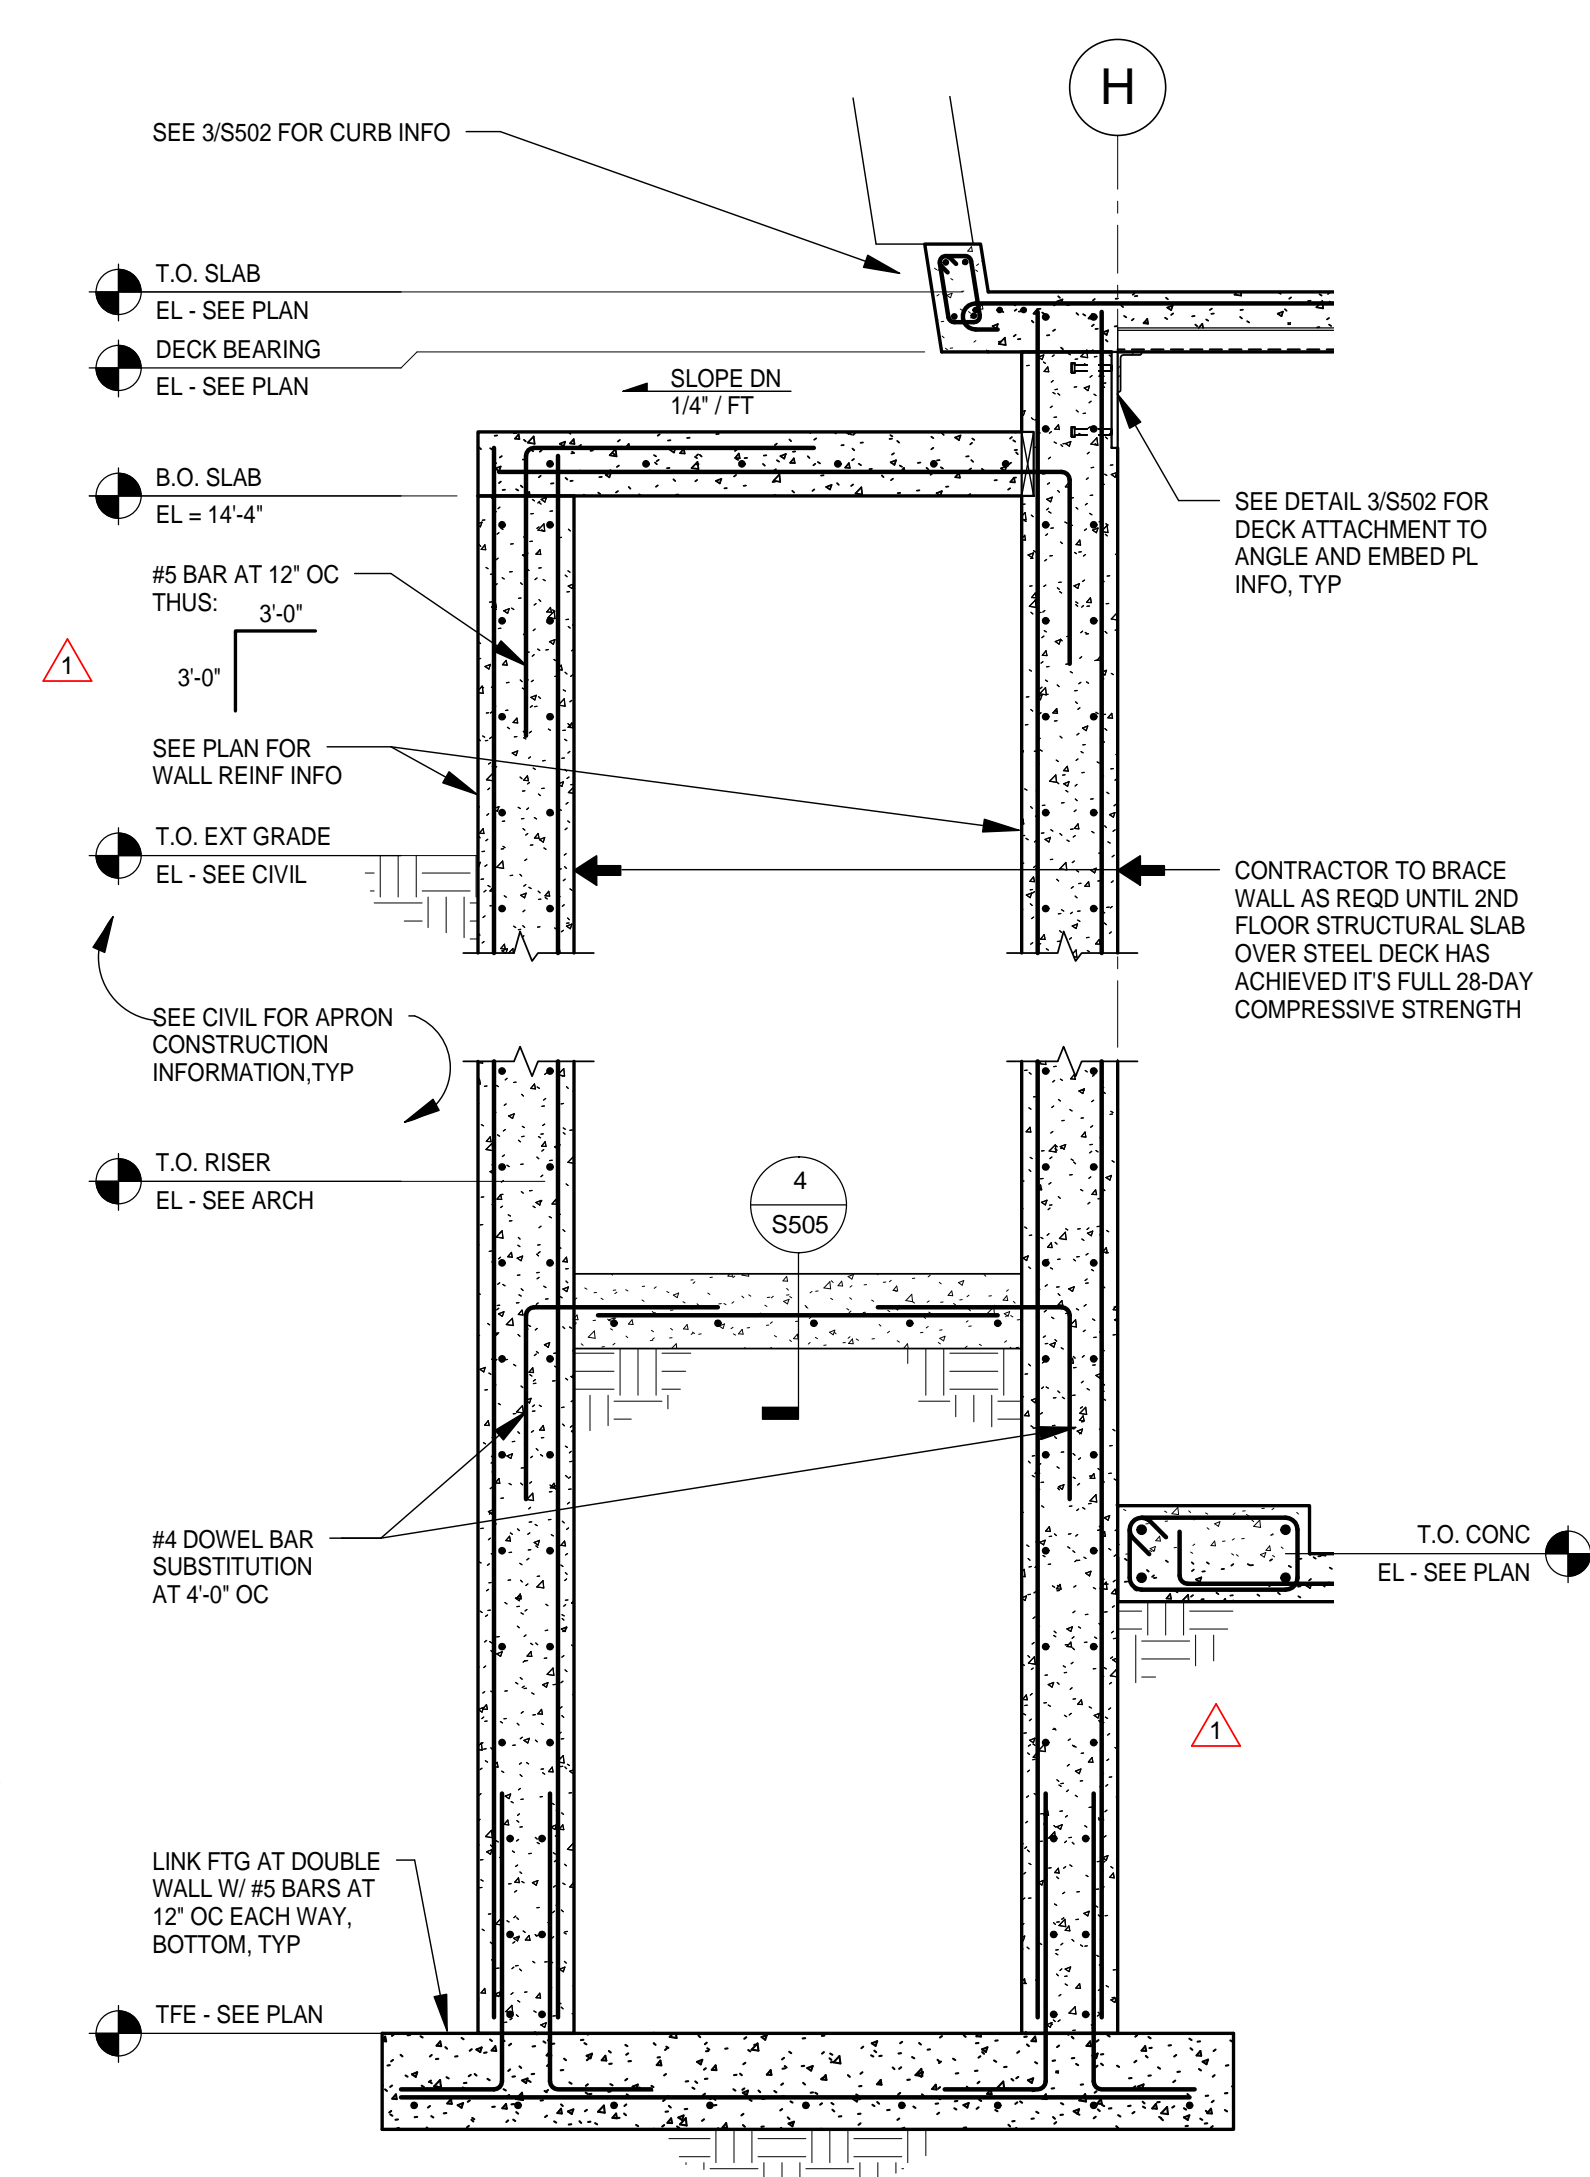 H
SEE 3/S502 FOR CURB INFO
T.O. SLAB
EL - SEE PLAN
DECK BEARING
EL - SEE PLAN
SLOPE DN
1/4" / FT
B.O. SLAB
EL = 14'-4"
SEE DETAIL 3/S502 FOR
DECK ATTACHMENT TO
ANGLE AND EMBED PL
INFO, TYP
#5 BAR AT 12" OC
THUS:
3'-0"
3'-0"
1
SEE PLAN FOR
WALL REINF INFO
T.O. EXT GRADE
EL - SEE CIVIL
CONTRACTOR TO BRACE
WALL AS REQD UNTIL 2ND
FLOOR STRUCTURAL SLAB
OVER STEEL DECK HAS
ACHIEVED IT'S FULL 28-DAY
COMPRESSIVE STRENGTH
SEE CIVIL FOR APRON
CONSTRUCTION
INFORMATION,TYP
T.O. RISER
EL - SEE ARCH
4
S505
#4 DOWEL BAR
SUBSTITUTION
AT 4'-0" OC
T.O. CONC
EL - SEE PLAN
1
LINK FTG AT DOUBLE
WALL W/ #5 BARS AT
12" OC EACH WAY,
BOTTOM, TYP
TFE - SEE PLAN